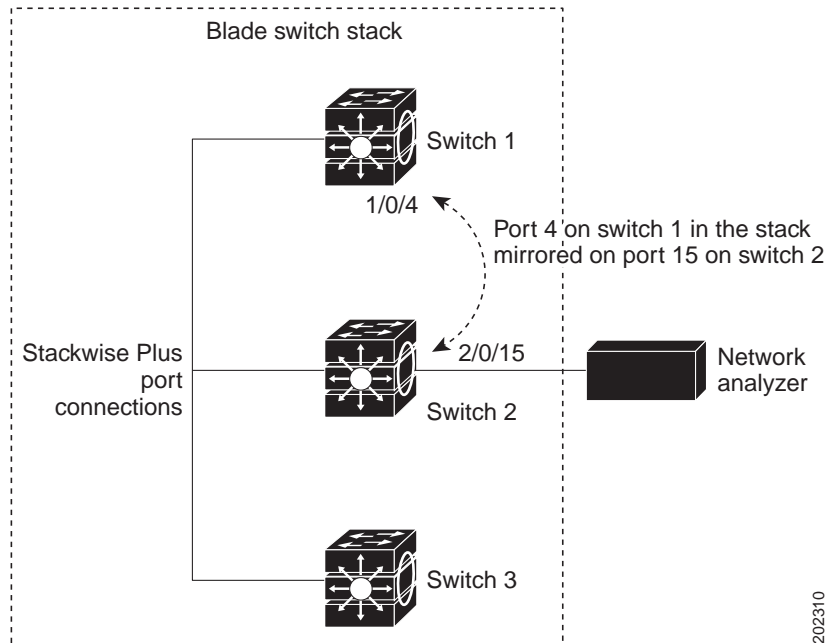 Blade switch stack
Switch 1
1/0/4
Port 4 on switch 1 in the stack
mirrored on port 15 on switch 2
Stackwise Plus
port
connections
2/0/15
Switch 2
Network
analyzer
Switch 3
202310